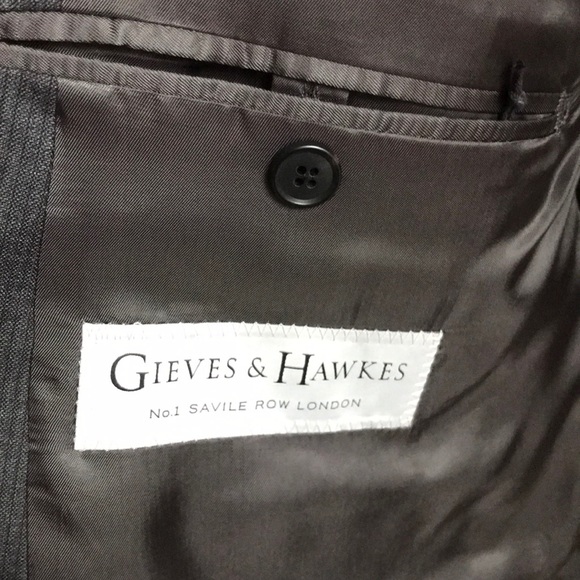 GIEVES & HAWKES
No.1 SAVILE ROW LONDON